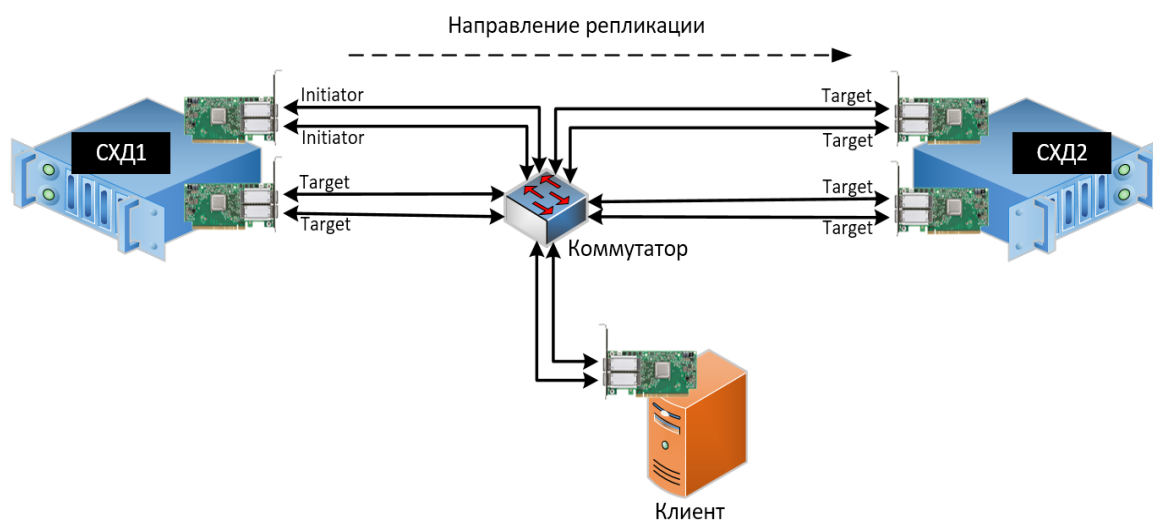 Направление репликации
Initiator
Target
Initiator
Target
СХД1
СХД2
Target
Target
Target
Target
Коммутатор
Клиент